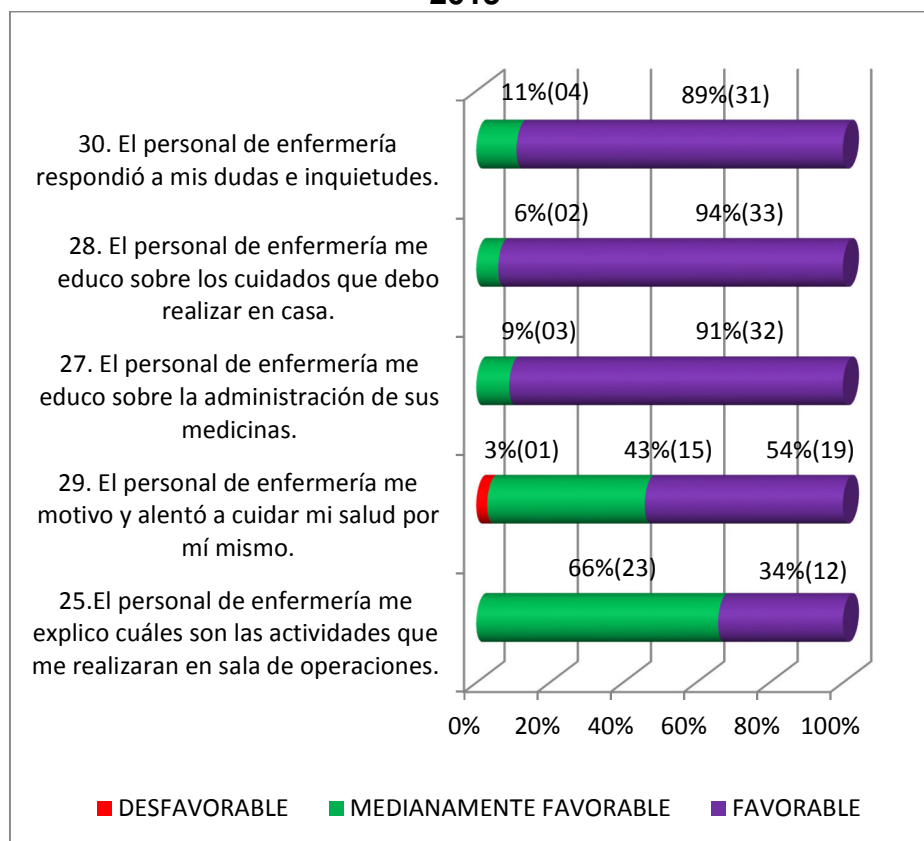 11%(04) 89%(31)
30. El personal de enfermería
respondió a mis dudas e inquietudes.
6%(02) 94%(33)
28. El personal de enfermería me
educo sobre los cuidados que debo
realizar en casa.
9%(03) 91%(32)
27. El personal de enfermería me
educo sobre la administración de sus
medicinas.
3%(01) 43%(15) 54%(19)
29. El personal de enfermería me
motivo y alentó a cuidar mi salud por
mí mismo.
66%(23) 34%(12)
25.El personal de enfermería me
explico cuáles son las actividades que
me realizaran en sala de operaciones.
0% 20% 40% 60% 80% 100%
DESFAVORABLE MEDIANAMENTE FAVORABLE FAVORABLE